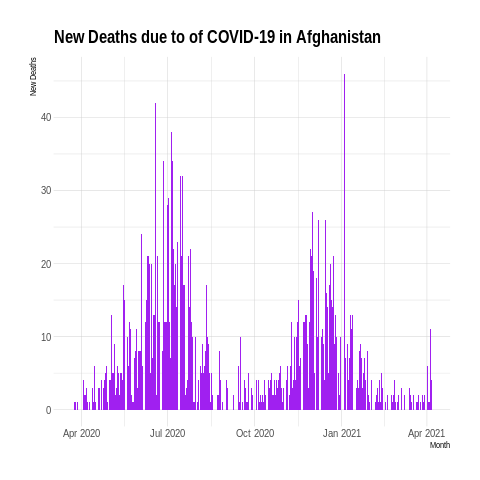 New Deaths due to of COVID-19 in Afghanistan
New Deaths
40
30
20
10
0
Apr 2020
Jul 2020
Oct 2020
Jan 2021
Apr 2021
Month